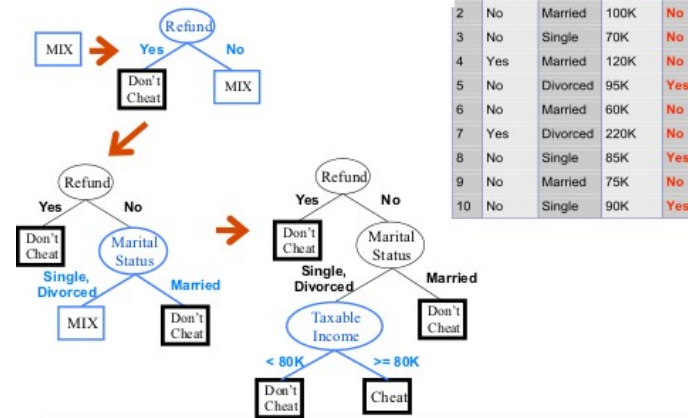 MIX
Refund
Yes
No
Don't
Cheat
MIX
Refund
Yes
No
Don't
Cheat
Marital
Status
Single,
Divorced
Married
MIX
Don't
Cheat
Refund
Yes
No
Don't
Cheat
Marital
Status
Single,
Divorced
Married
Taxable
Income
Don't
Cheat
< 80K
>= 80K
Don't
Cheat
Cheat
2 No Married 100K No
3 No Single 70K No
4 Yes Married 120K No
5 No Divorced 95K Yes
6 No Married 60K No
7 Yes Divorced 220K No
8 No Single 85K Yes
9 No Married 75K No
10 No Single 90K Yes